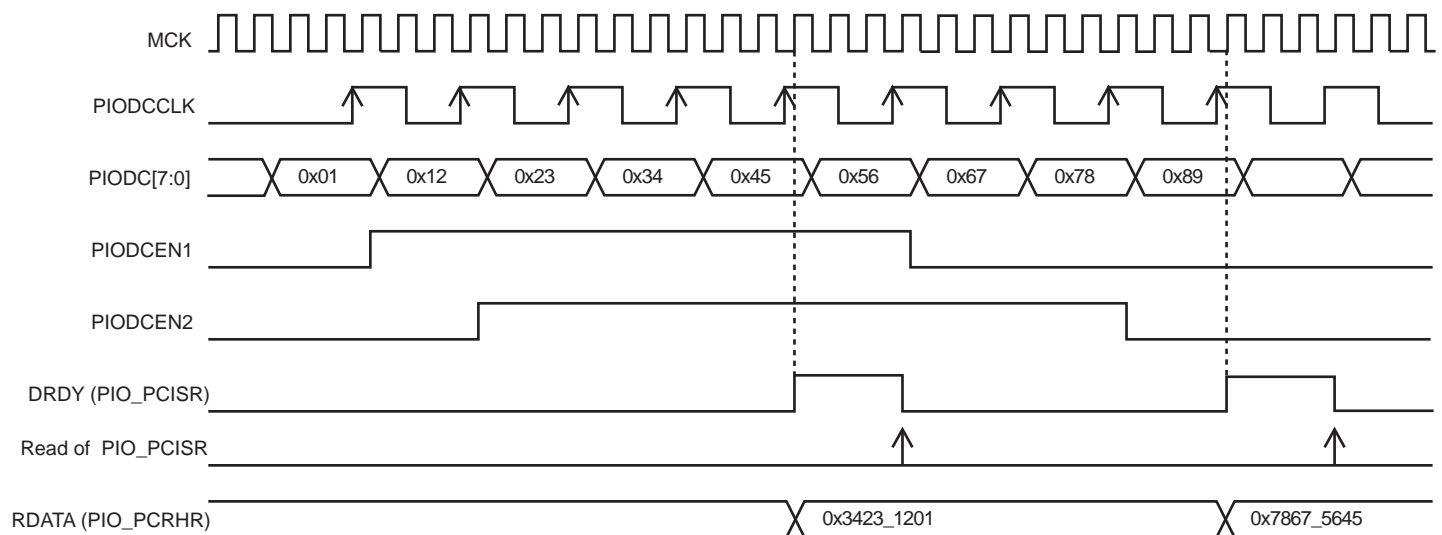 MCK
PIODCCLK
PIODC[7:0] 0x01 0x12 0x23 0x34 0x45 0x56 0x67 0x78 0x89
PIODCEN1
PIODCEN2
DRDY (PIO_PCISR)
Read of PIO_PCISR
RDATA (PIO_PCRHR) 0x3423_1201 0x7867_5645